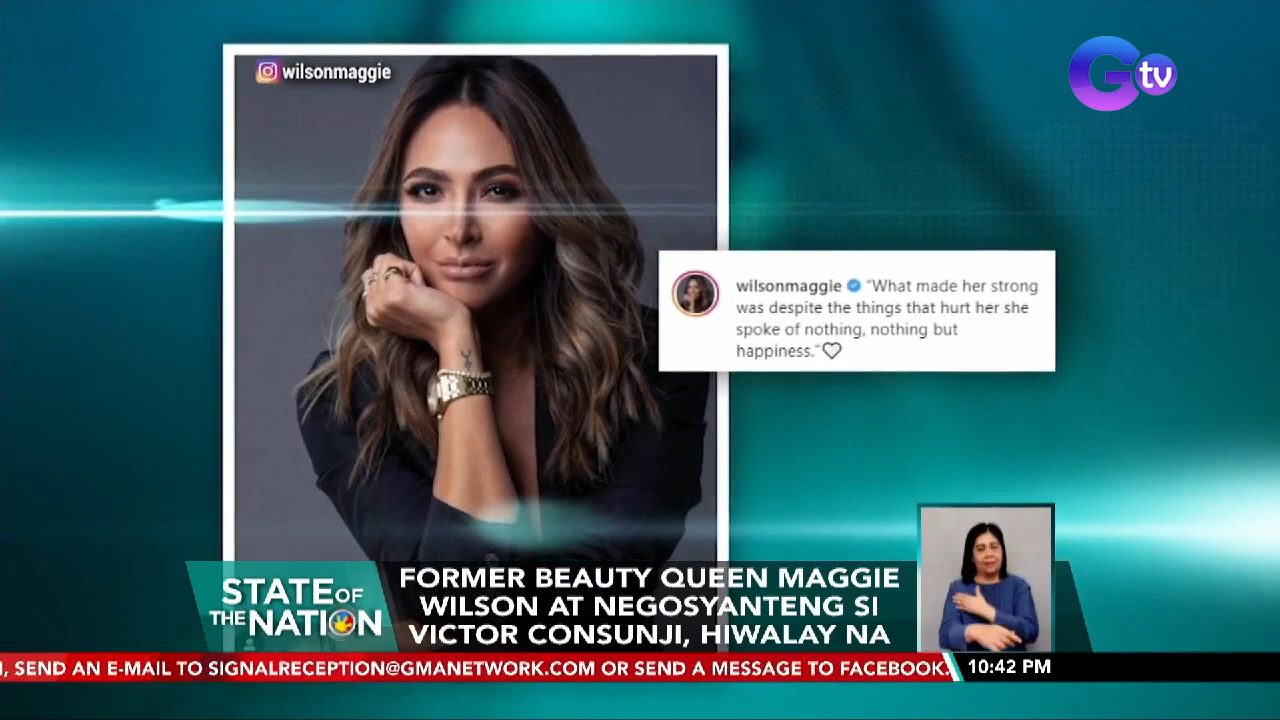 wilsonmaggie
G tv
wilsonmaggie "What made her strong
was despite the things that hurt her she
spoke of nothing, nothing but
happiness."♡
STATE OF
THE NATION
FORMER BEAUTY QUEEN MAGGIE
WILSON AT NEGOSYANTENG SI
VICTOR CONSUNJI, HIWALAY NA
, SEND AN E-MAIL TO SIGNALRECEPTION@GMANETWORK.COM OR SEND A MESSAGE TO FACEBOOK.
10:42 PM